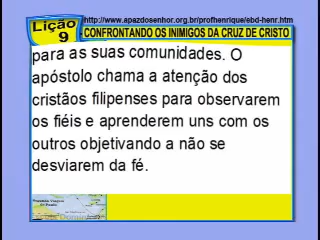 Lição
9
http://www.apazdosenhor.org.br/profhenrique/ebd-henr.htm
- CONFRONTANDO OS INIMIGOS DA CRUZ DE CRISTO
para as suas comunidades. O
apóstolo chama a atenção dos
cristãos filipenses para observarem
os fiéis e aprenderem uns com os
outros objetivando a não se
desviarem da fé.